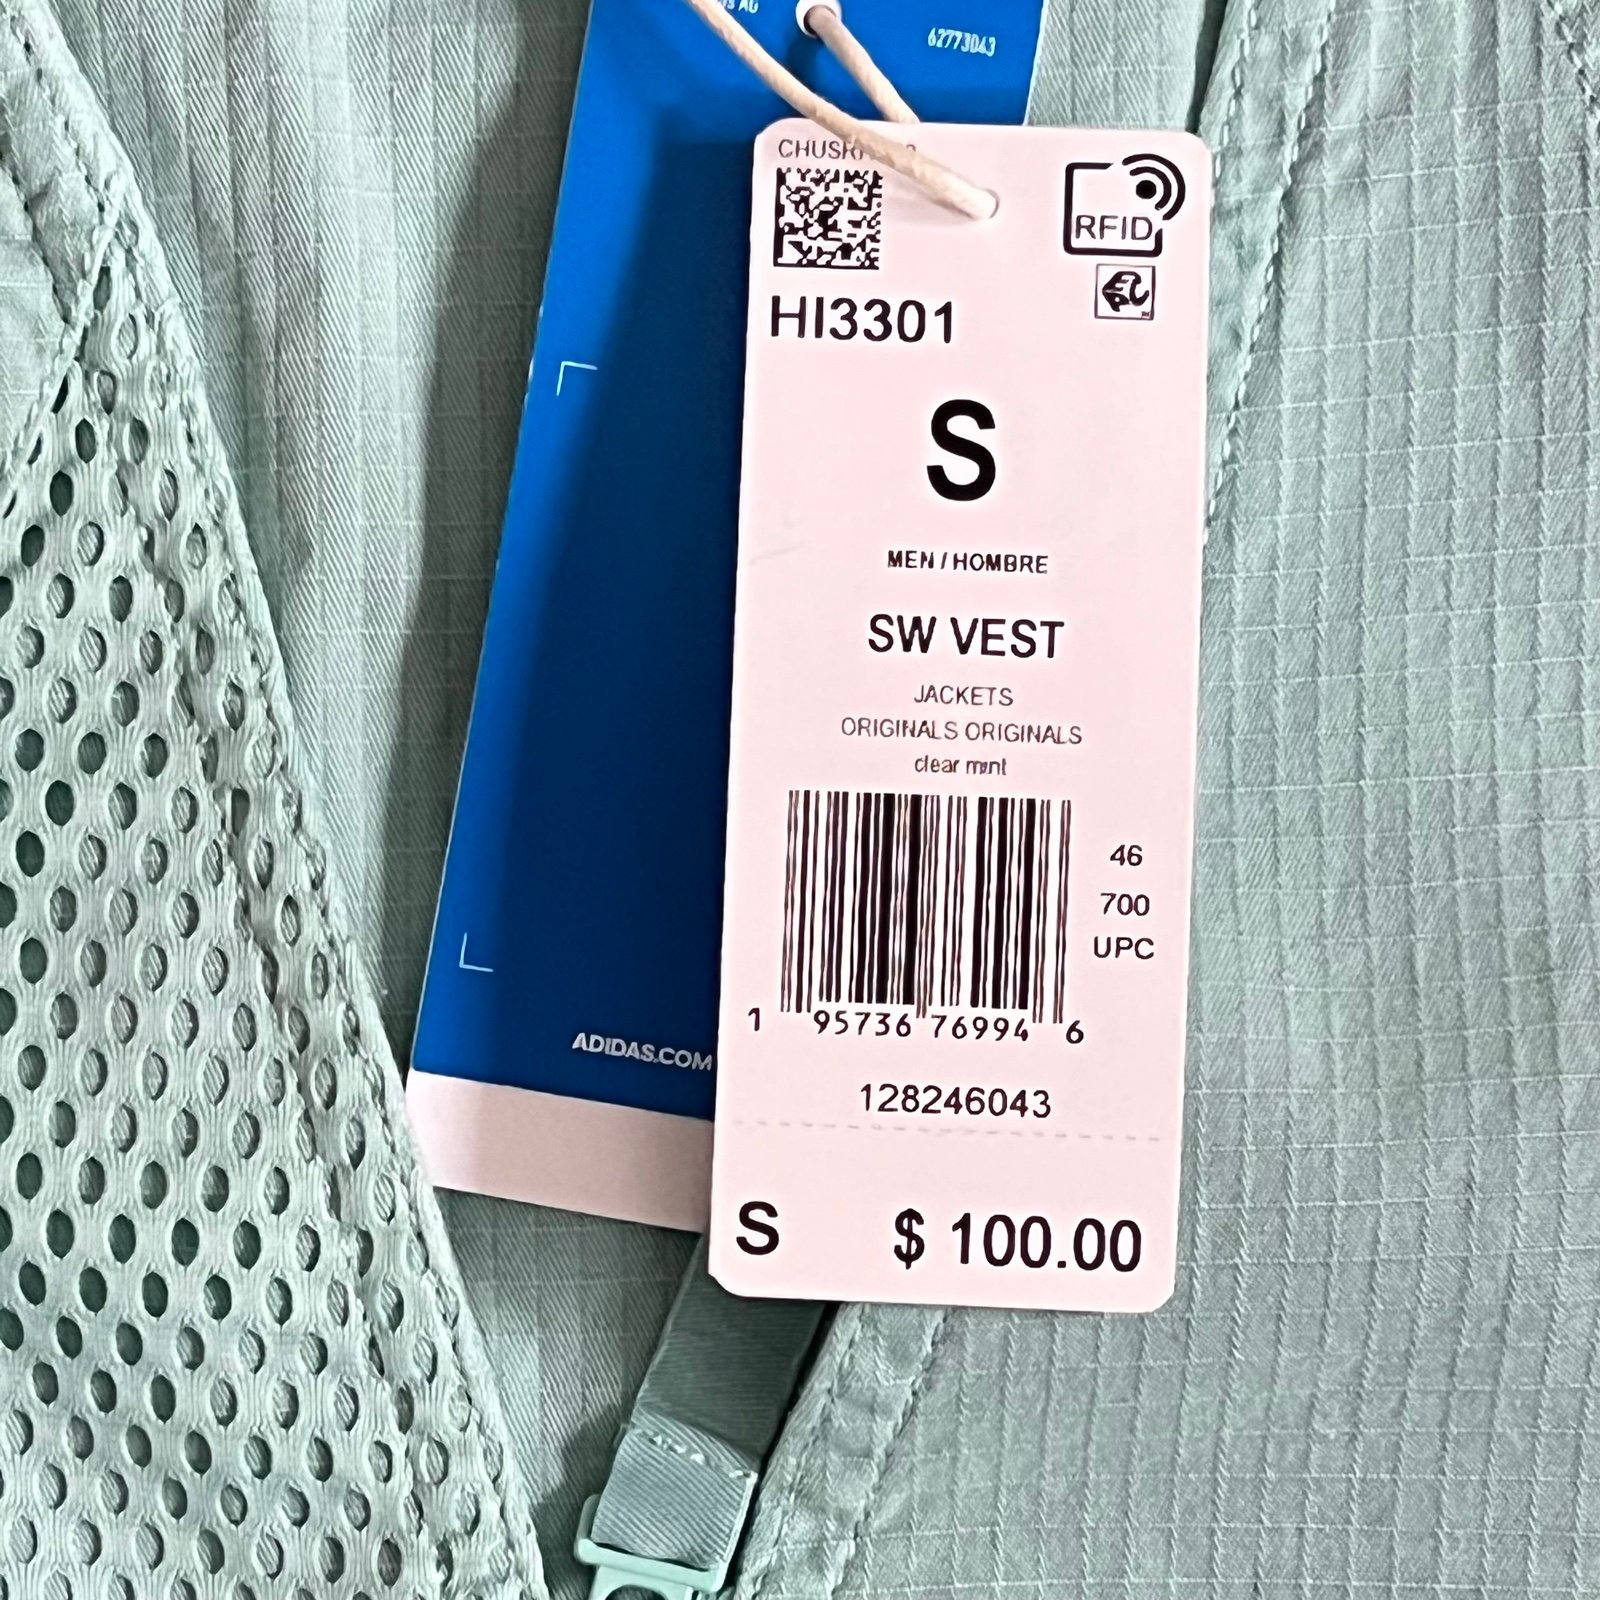 62773043
RFID
HI3301
S
MEN / HOMBRE
SW VEST
JACKETS
ORIGINALS ORIGINALS
clear mint
46
700
UPC
1 95736 76994 6
128246043
S $ 100.00
ADIDAS.COM